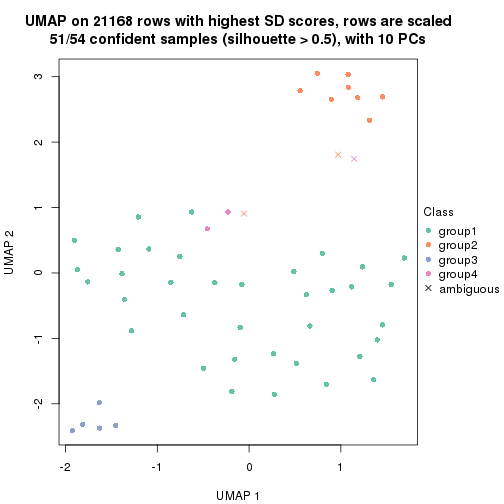 UMAP on 21168 rows with highest SD scores, rows are scaled
51/54 confident samples (silhouette > 0.5), with 10 PCs
3
2
1
0
-1
-2
UMAP 2
-2
-1
0
1
UMAP 1
Class
group1
group2
group3
group4
ambiguous